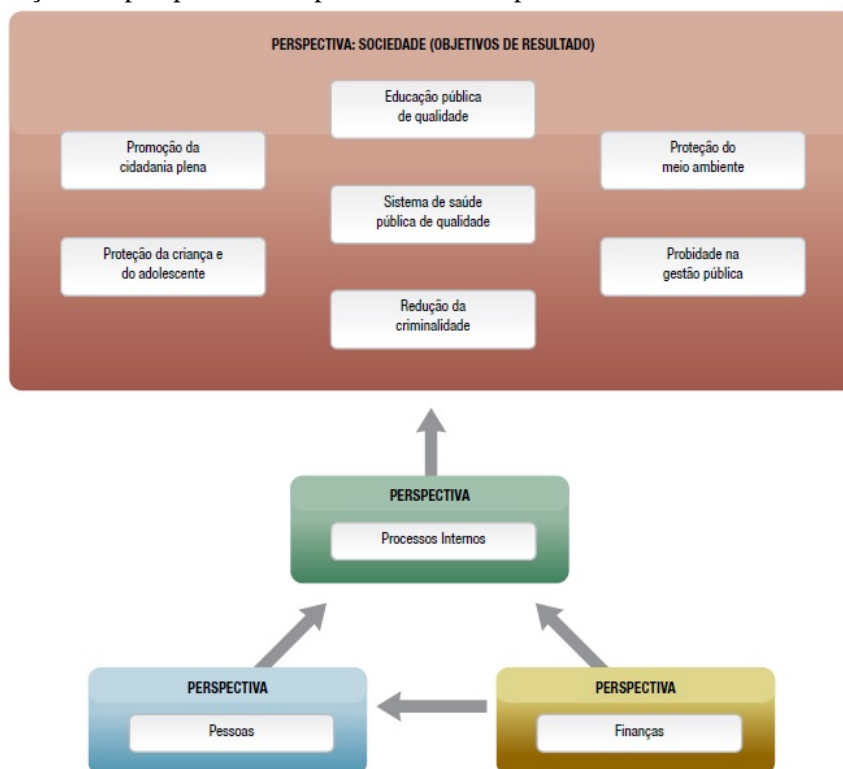 PERSPECTIVA: SOCIEDADE (OBJETIVOS DE RESULTADO)
Educação pública
de qualidade
Promoção da
cidadania plena
Proteção do
meio ambiente
Sistema de saúde
pública de qualidade
Proteção da criança e
do adolescente
Probidade na
gestão pública
Redução da
criminalidade
PERSPECTIVA
Processos Internos
PERSPECTIVA
Pessoas
PERSPECTIVA
Finanças